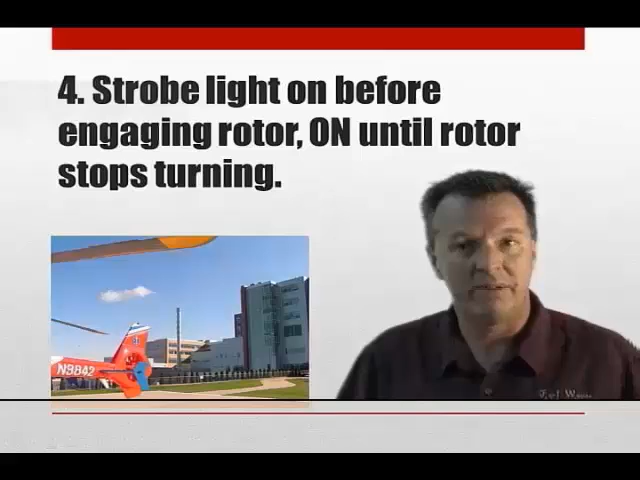 4. Strobe light on before
engaging rotor, ON until rotor
stops turning.
N9842